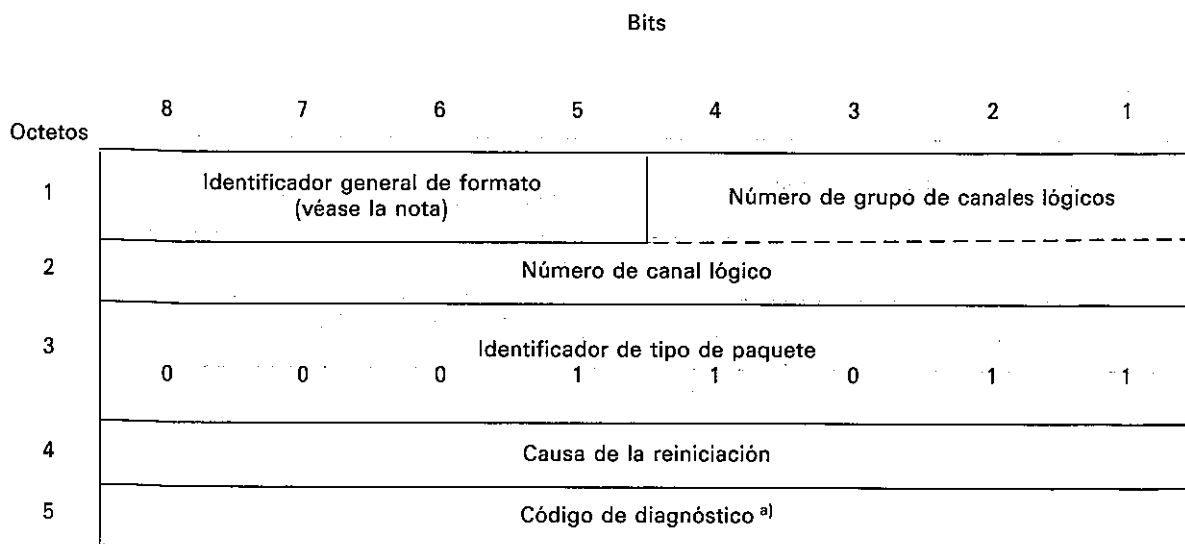 Bits
8 7 6 5 4 3 2 1
Octetos
1 Identificador general de formato
(véase la nota) Número de grupo de canales lógicos
2 Número de canal lógico
3 Identificador de tipo de paquete
0 0 0 1 1 0 1 1
4 Causa de la reiniciación
5 Código de diagnóstico a)